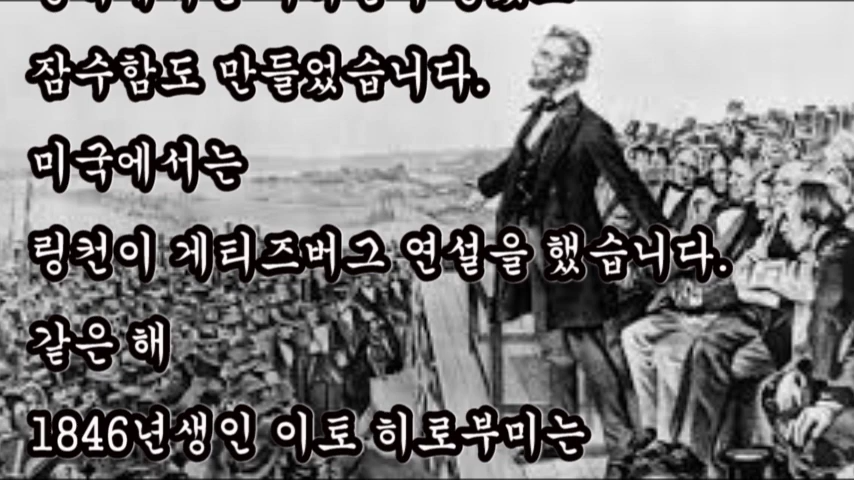 잠수함도 만들었습니다.
미국에서는
링컨이 게티즈버그 연설을 했습니다.
같은 해
1846년생인 이토 히로부미는